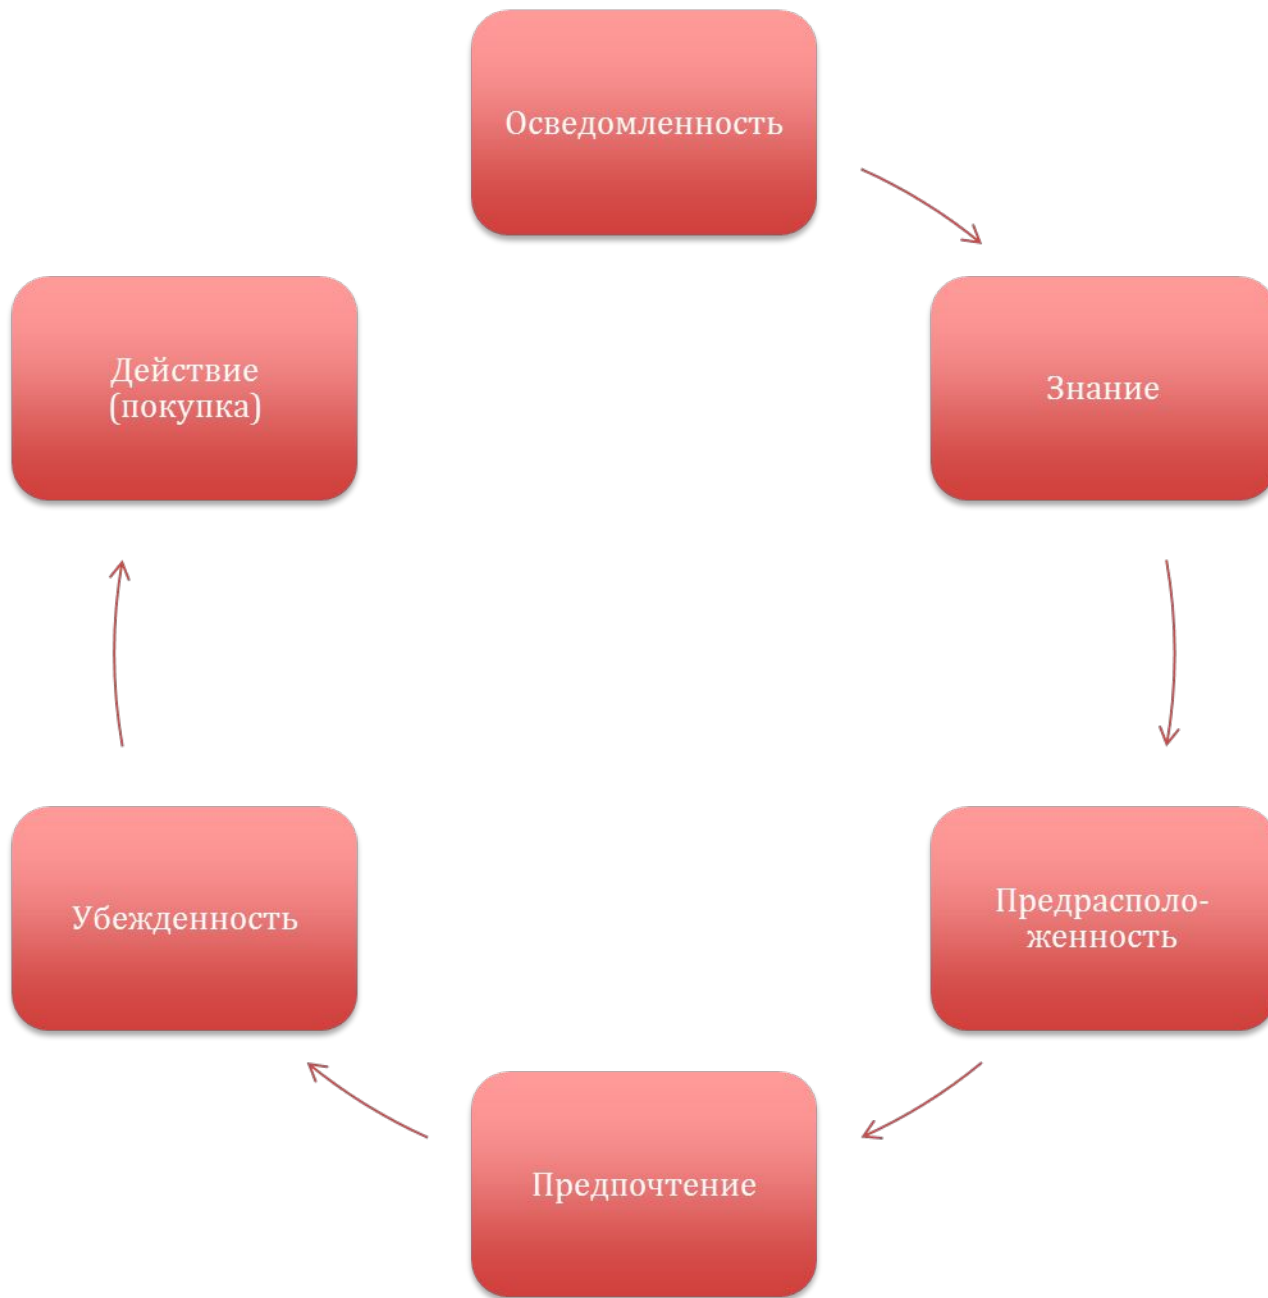 Осведомленность
Знание
Предрасполо-
женность
Предпочтение
Убежденность
Действие
(покупка)